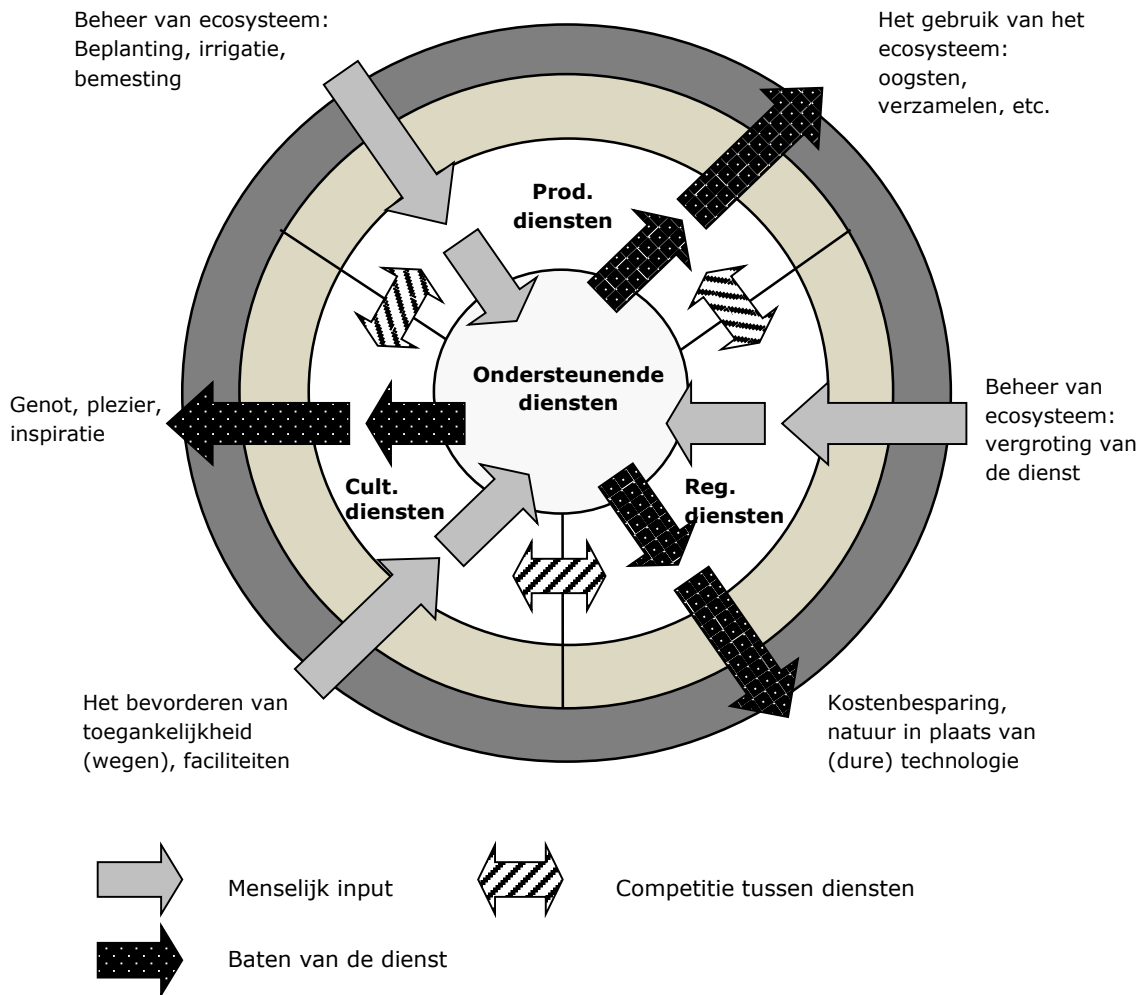 Beheer van ecosysteem:
Beplanting, irrigatie,
bemesting
Het gebruik van het
ecosysteem:
oogsten,
verzamelen, etc.
Prod.
diensten
Ondersteunende
diensten
Genot, plezier,
inspiratie
Beheer van
ecosysteem:
vergroting van
de dienst
Cult.
diensten
Reg.
diensten
Het bevorderen van
toegankelijkheid
(wegen), faciliteiten
Kostenbesparing,
natuur in plaats van
(dure) technologie
Menselijk input
Competitie tussen diensten
Baten van de dienst